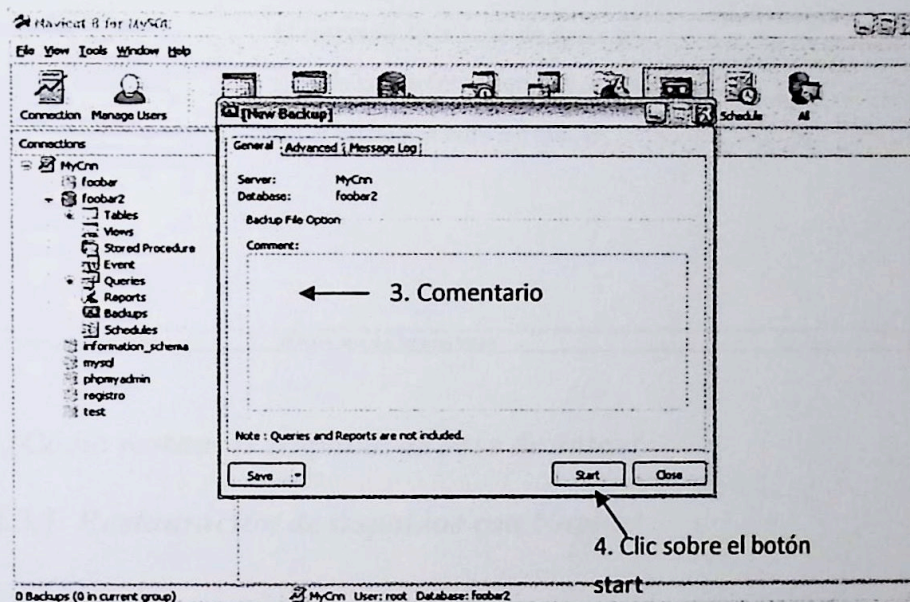 Navicat 8 for MySQL
File View Tools Window Help
Connection Manage Users Schedule All
Connections
MyCnn
foobar
foobar2
Tables
Views
Stored Procedure
Event
Queries
Reports
Backups
Schedules
information_schema
mysql
phpmyadmin
registro
test
[New Backup]
General Advanced Message Log
Server: MyCnn
Database: foobar2
Backup File Option
Comment:
3. Comentario
Note : Queries and Reports are not included.
Save Start Close
4. Clic sobre el botón
start
0 Backups (0 in current group) MyCnn User: root Database: foobar2